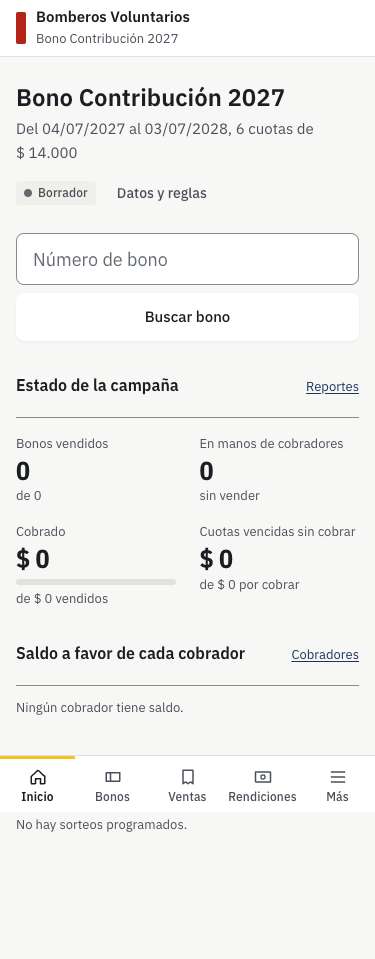 Bomberos Voluntarios
Bono Contribución 2027
Bono Contribución 2027
Del 04/07/2027 al 03/07/2028, 6 cuotas de
$ 14.000
Borrador
Datos y reglas
Número de bono
Buscar bono
Estado de la campaña
Reportes
Bonos vendidos
0
de 0
En manos de cobradores
0
sin vender
Cobrado
$ 0
de $ 0 vendidos
Cuotas vencidas sin cobrar
$ 0
de $ 0 por cobrar
Saldo a favor de cada cobrador
Cobradores
Ningún cobrador tiene saldo.
Inicio
Bonos
Ventas
Rendiciones
Más
No hay sorteos programados.